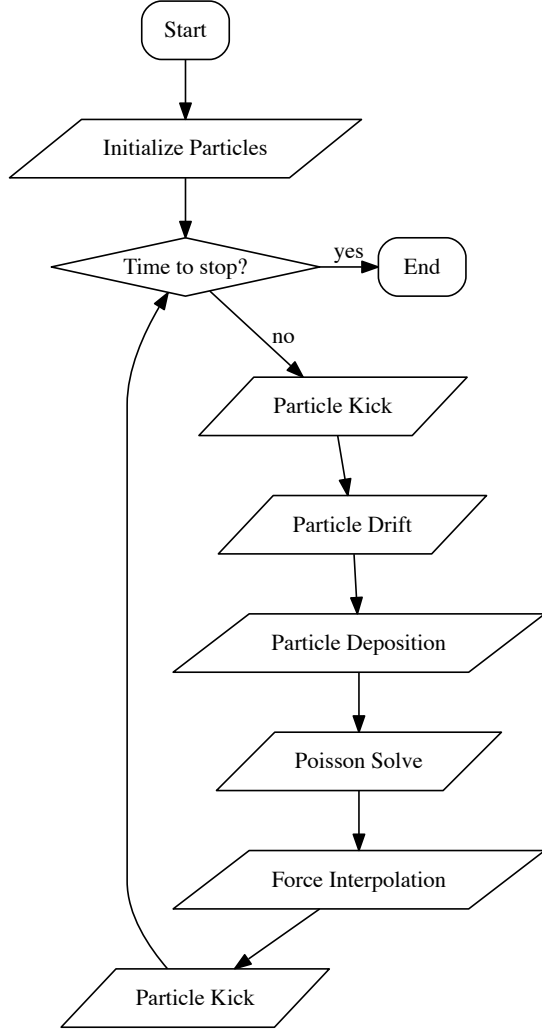 Start
Initialize Particles
Time to stop?
yes
End
no
Particle Kick
Particle Drift
Particle Deposition
Poisson Solve
Force Interpolation
Particle Kick